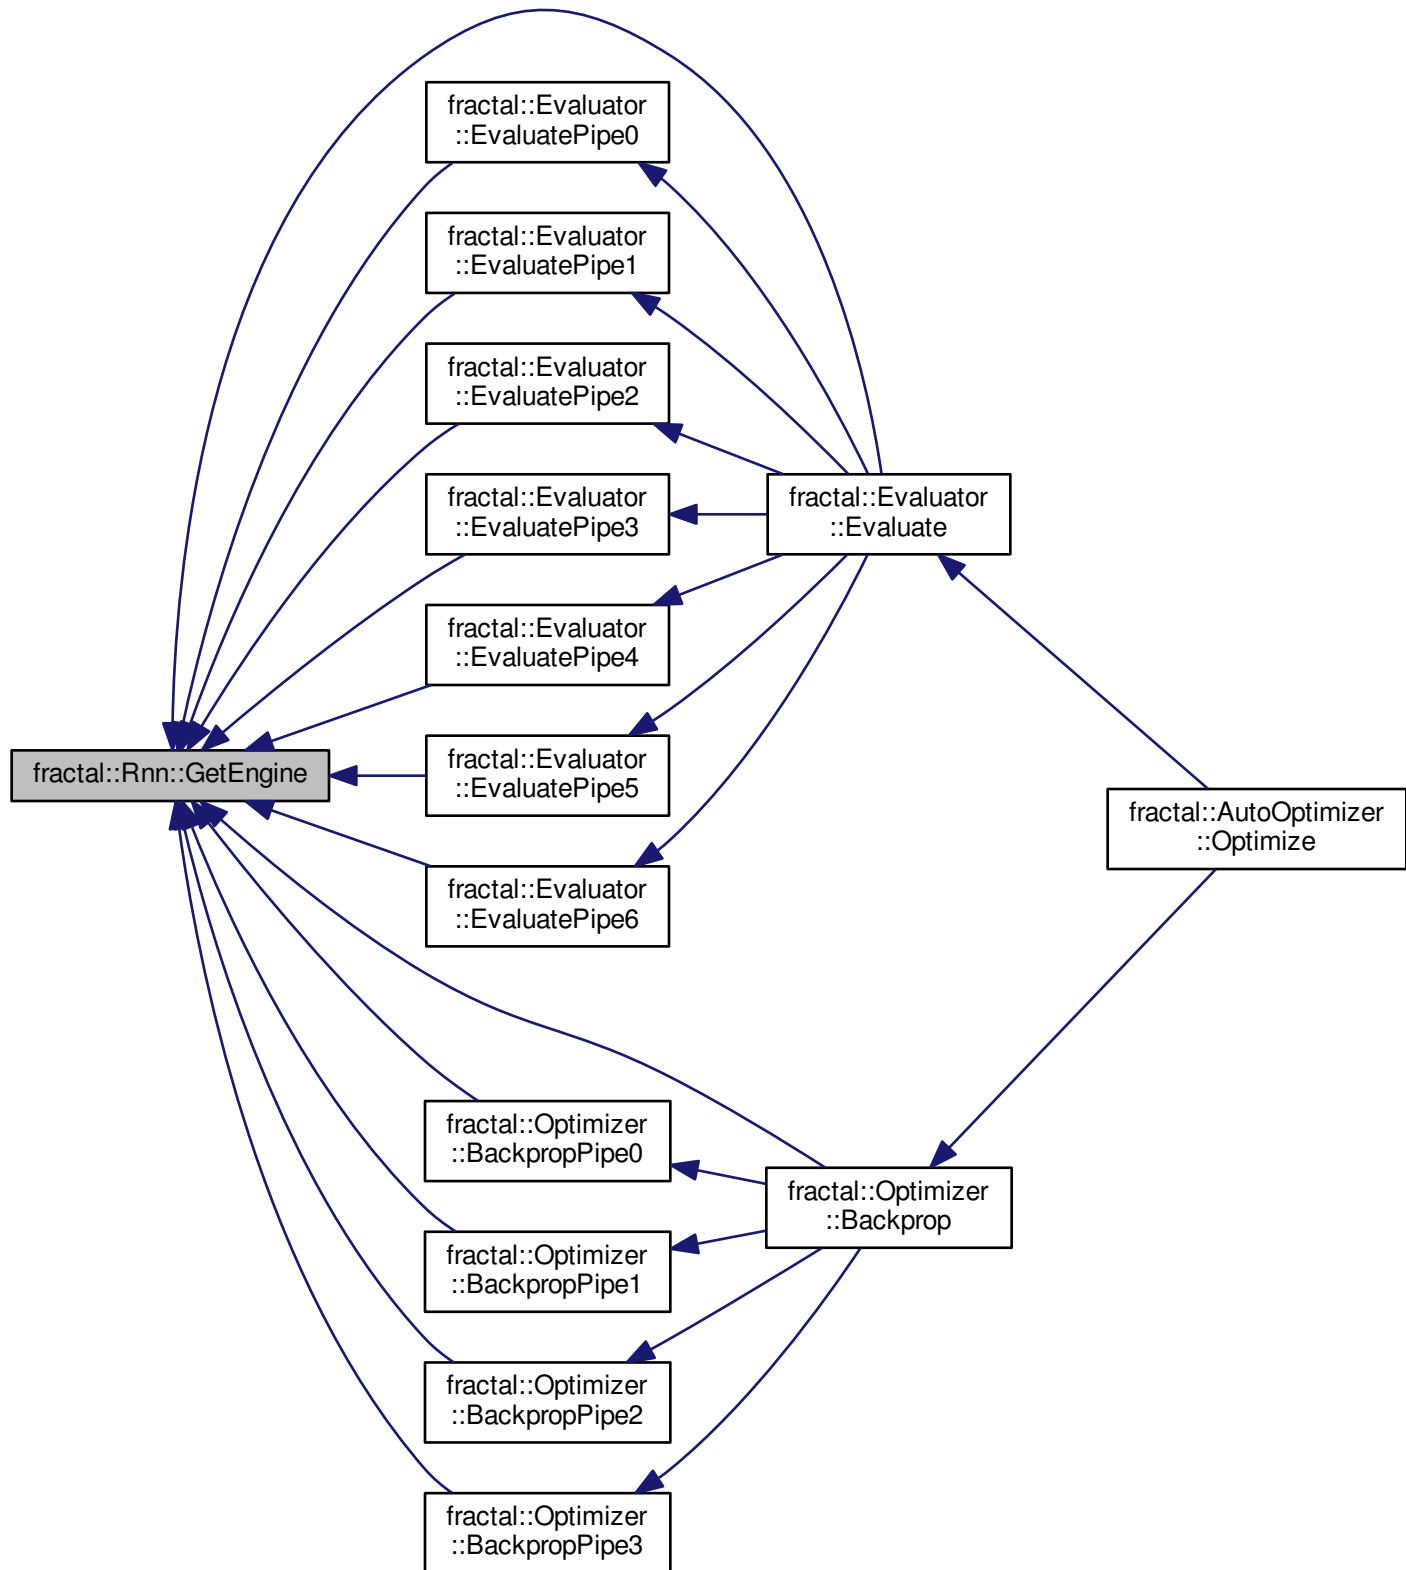 fractal::Evaluator
::EvaluatePipe0
fractal::Evaluator
::EvaluatePipe1
fractal::Evaluator
::EvaluatePipe2
fractal::Evaluator
::EvaluatePipe3
fractal::Evaluator
::Evaluate
fractal::Evaluator
::EvaluatePipe4
fractal::Rnn::GetEngine
fractal::Evaluator
::EvaluatePipe5
fractal::AutoOptimizer
::Optimize
fractal::Evaluator
::EvaluatePipe6
fractal::Optimizer
::BackpropPipe0
fractal::Optimizer
::Backprop
fractal::Optimizer
::BackpropPipe1
fractal::Optimizer
::BackpropPipe2
fractal::Optimizer
::BackpropPipe3